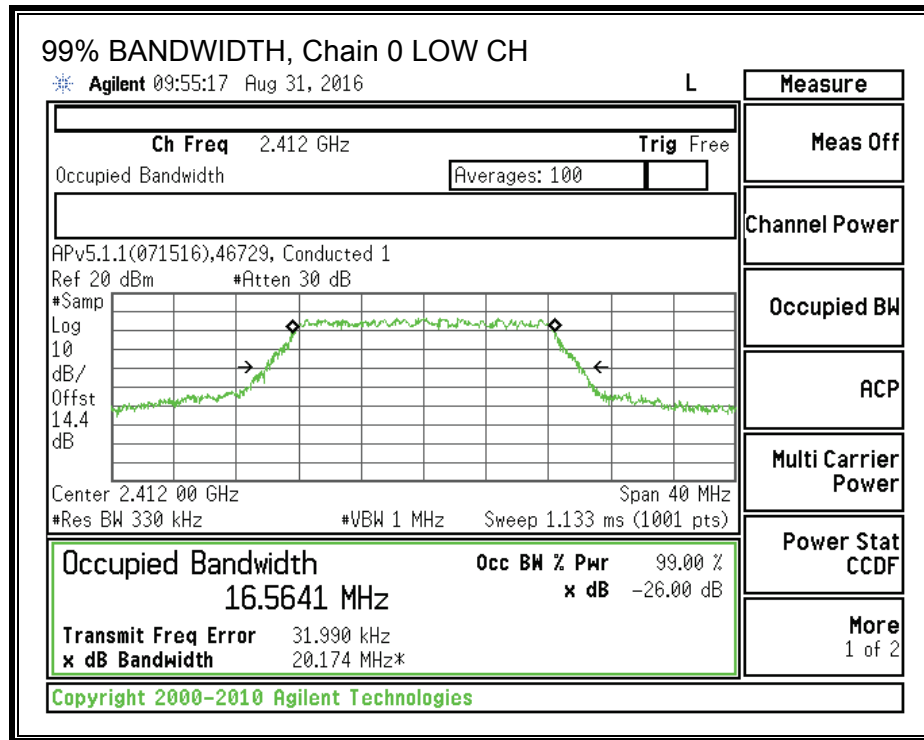 99% BANDWIDTH, Chain 0 LOW CH
Agilent 09:55:17 Aug 31, 2016 L
Ch Freq 2.412 GHz Trig Free
Occupied Bandwidth Averages: 100
APv5.1.1(071516),46729, Conducted 1
Ref 20 dBm #Atten 30 dB
#Samp
Log
10
dB/
Offst
14.4
dB
Center 2.412 00 GHz Span 40 MHz
#Res BW 330 kHz #VBW 1 MHz Sweep 1.133 ms (1001 pts)
Occupied Bandwidth Occ BW % Pwr 99.00 %
16.5641 MHz x dB -26.00 dB
Transmit Freq Error 31.990 kHz
x dB Bandwidth 20.174 MHz*
Copyright 2000-2010 Agilent Technologies
Measure
Meas Off
Channel Power
Occupied BW
ACP
Multi Carrier
Power
Power Stat
CCDF
More
1 of 2